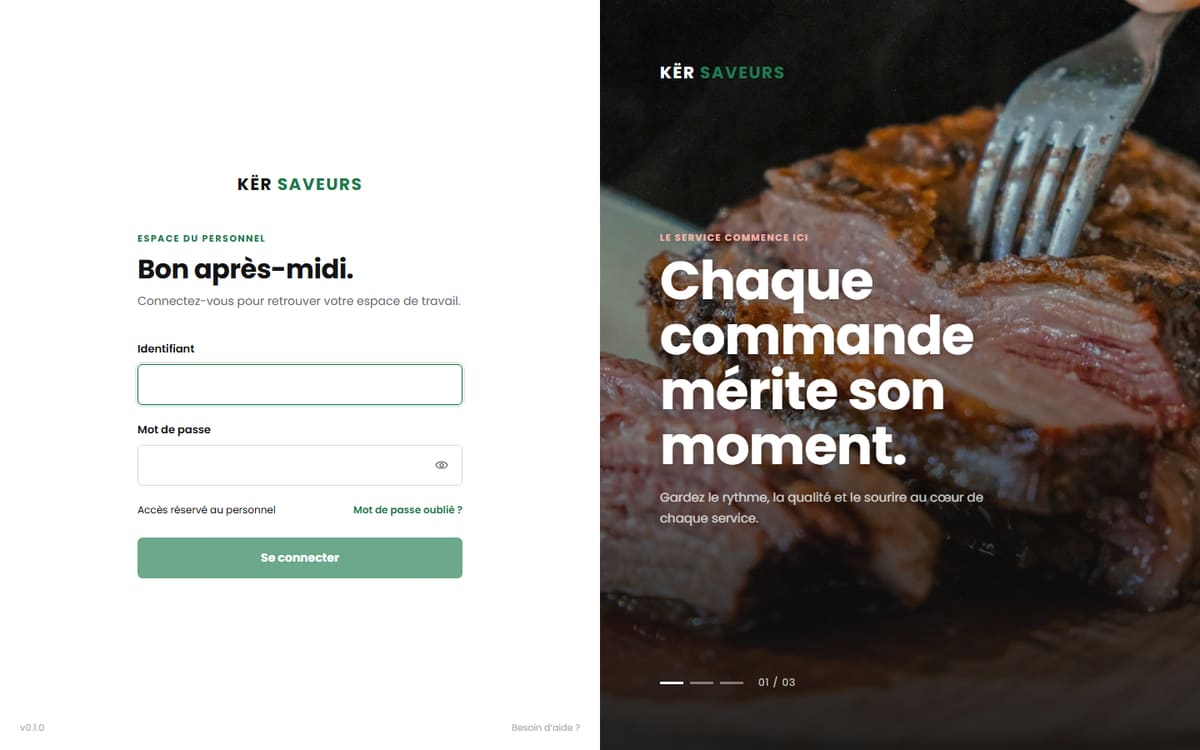 KËR SAVEURS
ESPACE DU PERSONNEL
Bon après-midi.
Connectez-vous pour retrouver votre espace de travail.
Identifiant
Mot de passe
Accès réservé au personnel
Mot de passe oublié ?
Se connecter
v0.1.0
Besoin d'aide ?
KËR SAVEURS
LE SERVICE COMMENCE ICI
Chaque
commande
mérite son
moment.
Gardez le rythme, la qualité et le sourire au cœur de
chaque service.
01 / 03